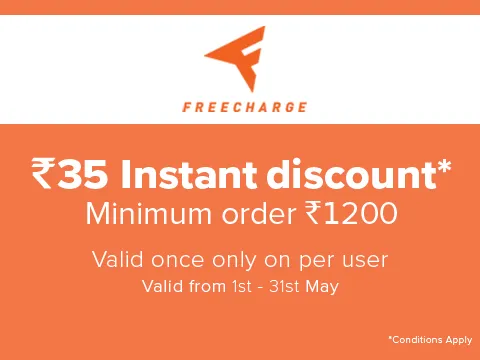 FREECHARGE
₹35 Instant discount*
Minimum order ₹1200
Valid once only on per user
Valid from 1st - 31st May
*Conditions Apply